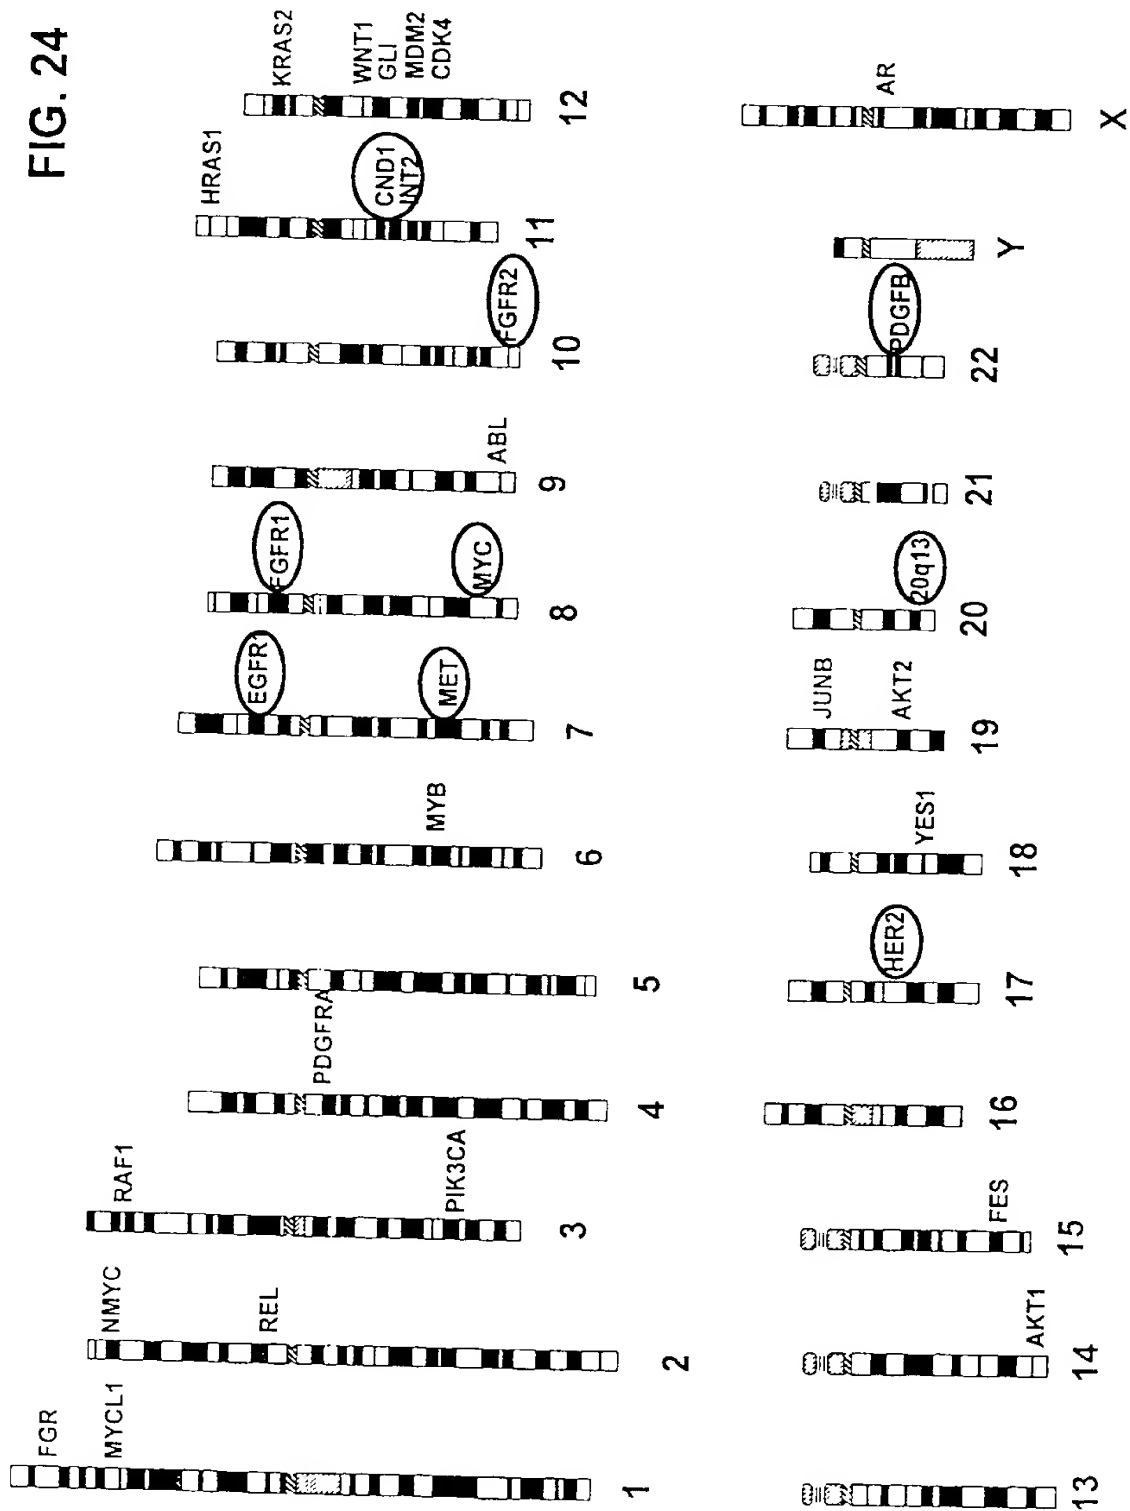 FIG. 24
FGR
MYCL1
1
NMYC
REL
2
RAF1
PIK3CA
3
PDGFRA
4
5
MYB
6
EGFR
MET
7
FGFR1
MYC
8
ABL
9
FGFR2
10
HRAS1
CND1
INT2
11
KRAS2
WNT1
GLI
MDM2
CDK4
12
13
AKT1
14
FES
15
16
HER2
17
YES1
18
JUNB
AKT2
19
20q13
20
21
PDGFB
22
Y
AR
X